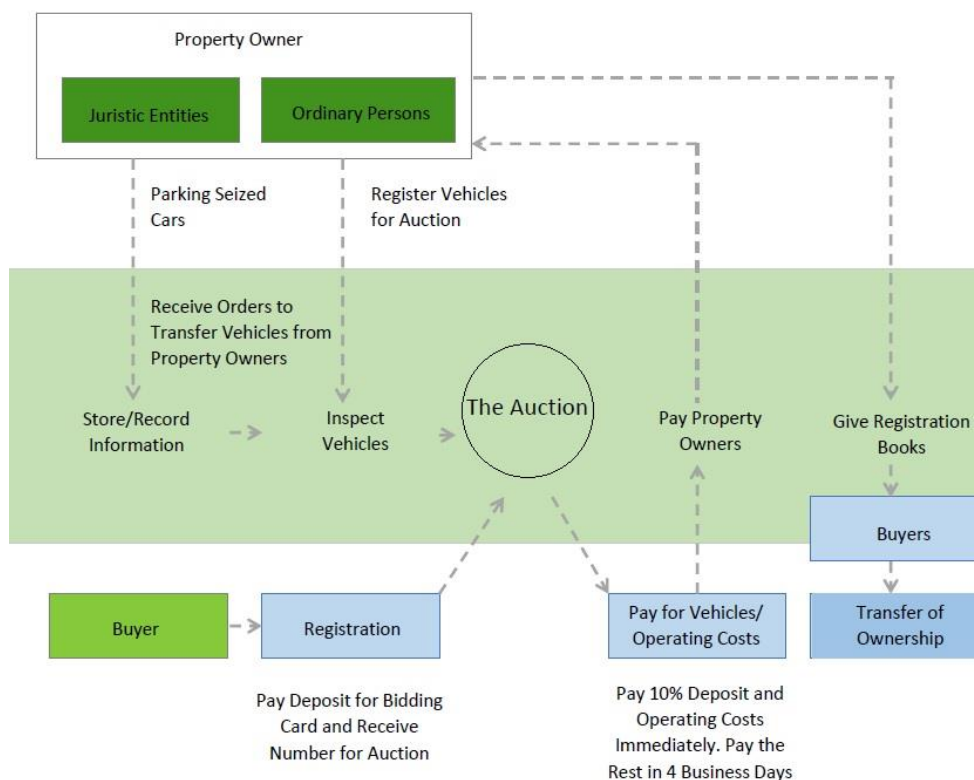 Property Owner
Juristic Entities
Ordinary Persons
Parking Seized
Cars
Register Vehicles
for Auction
Receive Orders to
Transfer Vehicles from
Property Owners
Store/Record
Information
Inspect
Vehicles
The Auction
Pay Property
Owners
Give Registration
Books
Buyers
Buyer
Registration
Pay for Vehicles/
Operating Costs
Transfer of
Ownership
Pay Deposit for Bidding
Card and Receive
Number for Auction
Pay 10% Deposit and
Operating Costs
Immediately. Pay the
Rest in 4 Business Days